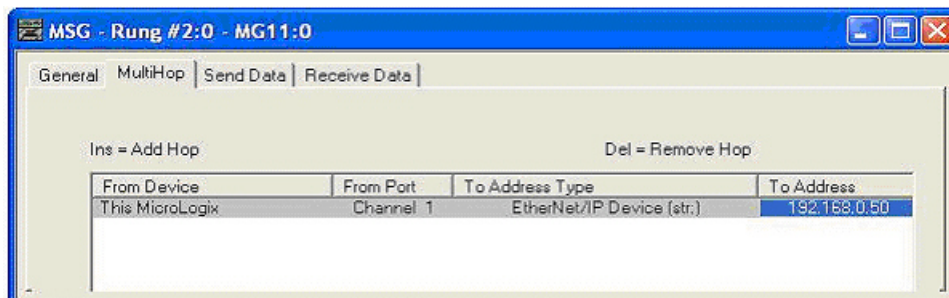 MSG - Rung #2:0 - MG11:0
General MultiHop Send Data Receive Data
Ins = Add Hop Del = Remove Hop
From Device From Port To Address Type To Address
This MicroLogix Channel 1 EtherNet/IP Device (str:) 192.168.0.50